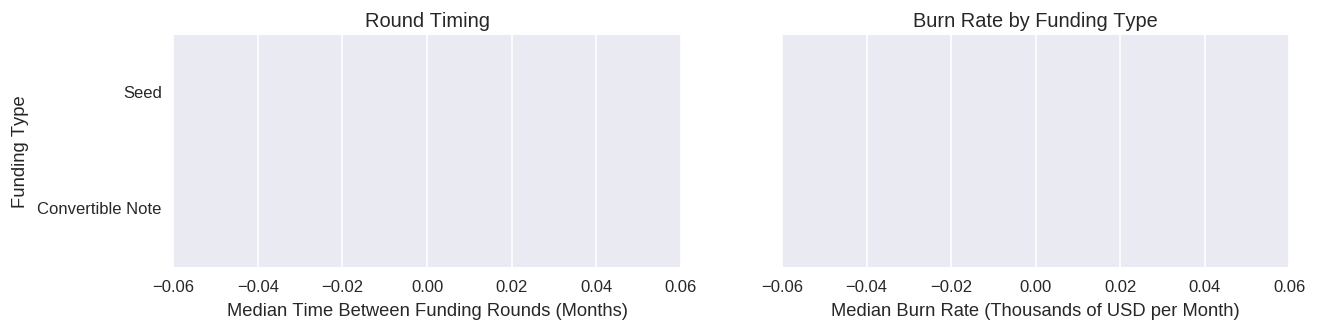 Round Timing
Burn Rate by Funding Type
Funding Type
Seed
Convertible Note
−0.06 −0.04 −0.02 0.00 0.02 0.04 0.06
Median Time Between Funding Rounds (Months)
−0.06 −0.04 −0.02 0.00 0.02 0.04 0.06
Median Burn Rate (Thousands of USD per Month)